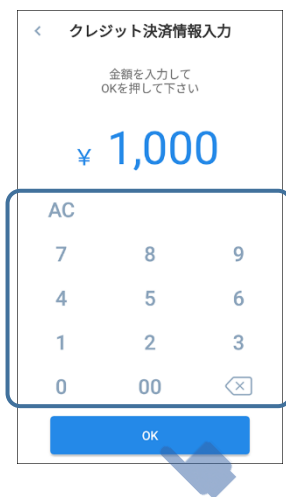 クレジット決済情報入力
金額を入力して
OKを押して下さい
¥ 1,000
AC
7 8 9
4 5 6
1 2 3
0 00
OK